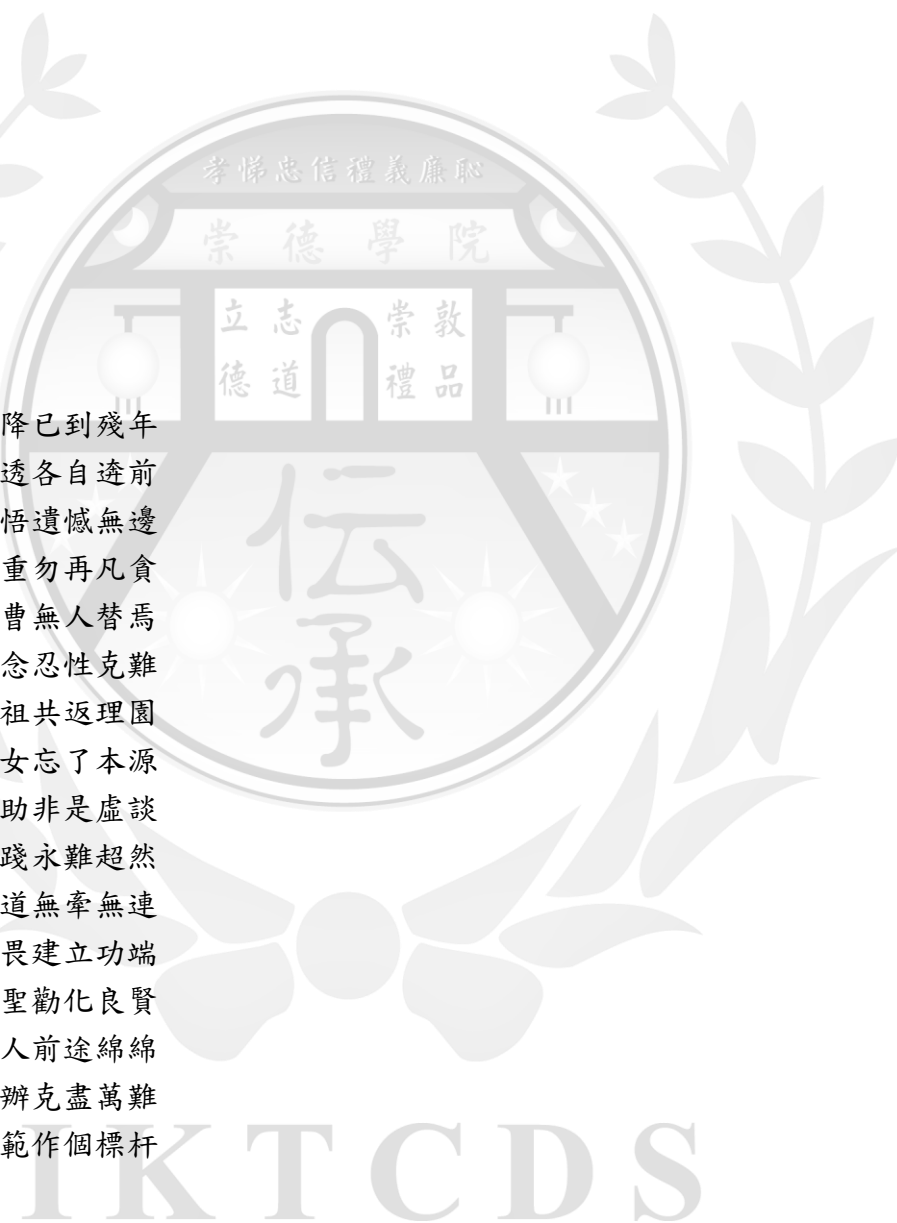 孝悌忠信禮義廉恥
崇德學院
立志 崇敦
德道 禮品
伝承
降已到殘年
透各自遶前
悟遺憾無邊
重勿再凡貪
曹無人替焉
念忍性克難
祖共返理園
女忘了本源
助非是虛談
踐永難超然
道無牽無連
畏建立功端
聖勸化良賢
人前途綿綿
辦克盡萬難
範作個標杆
IKTCDS